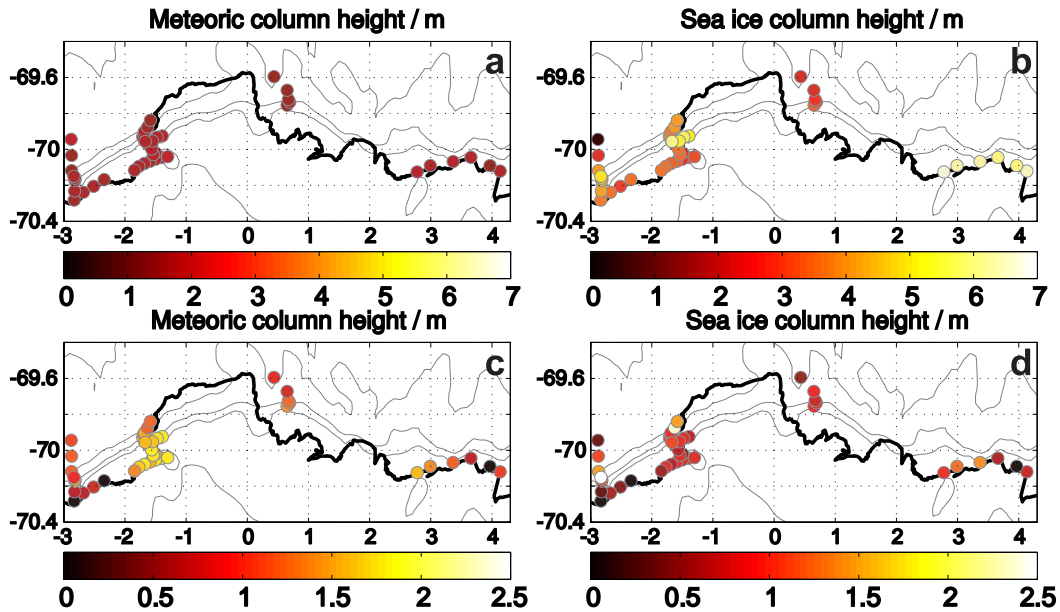 Meteoric column height / m
Sea ice column height / m
a
b
-69.6
-70
-70.4
-3 -2 -1 0 1 2 3 4
-69.6
-70
-70.4
-3 -2 -1 0 1 2 3 4
0 1 2 3 4 5 6 7
0 1 2 3 4 5 6 7
Meteoric column height / m
Sea ice column height / m
c
d
-69.6
-70
-70.4
-3 -2 -1 0 1 2 3 4
-69.6
-70
-70.4
-3 -2 -1 0 1 2 3 4
0 0.5 1 1.5 2 2.5
0 0.5 1 1.5 2 2.5